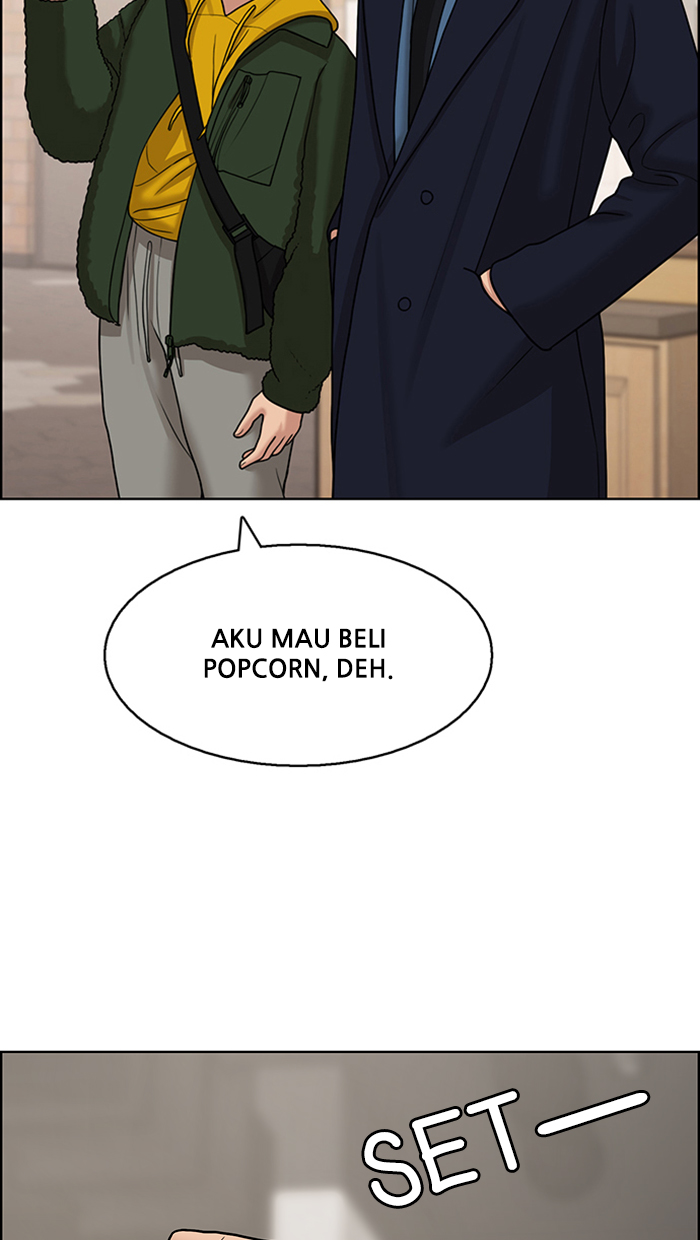 AKU MAU BELI
POPCORN, DEH.
SET—